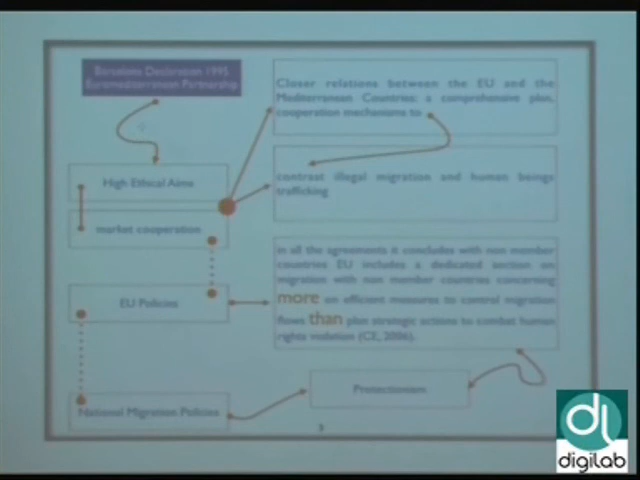 Barcelona Declaration 1995
Euromediterranean Partnership
Closer relations between the EU and the
Mediterranean Countries: a comprehensive plan,
cooperation mechanisms to:
High Ethical Aims
contrast illegal migration and human beings
trafficking
market cooperation
in all the agreements it concludes with non member
countries EU includes a dedicated section on
migration with non member countries concerning
more on efficient measures to control migration
flows than plan strategic actions to combat human
rights violation (CE, 2006).
EU Policies
Protectionism
National Migration Policies
3
dl
digilab